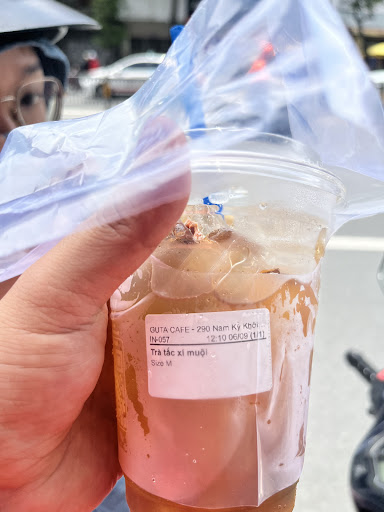 GUTA CAFE - 290 Nam Kỳ Khởi
IN-057 12:10 06/09 (1/1)
Trà tắc xí muội
Size M